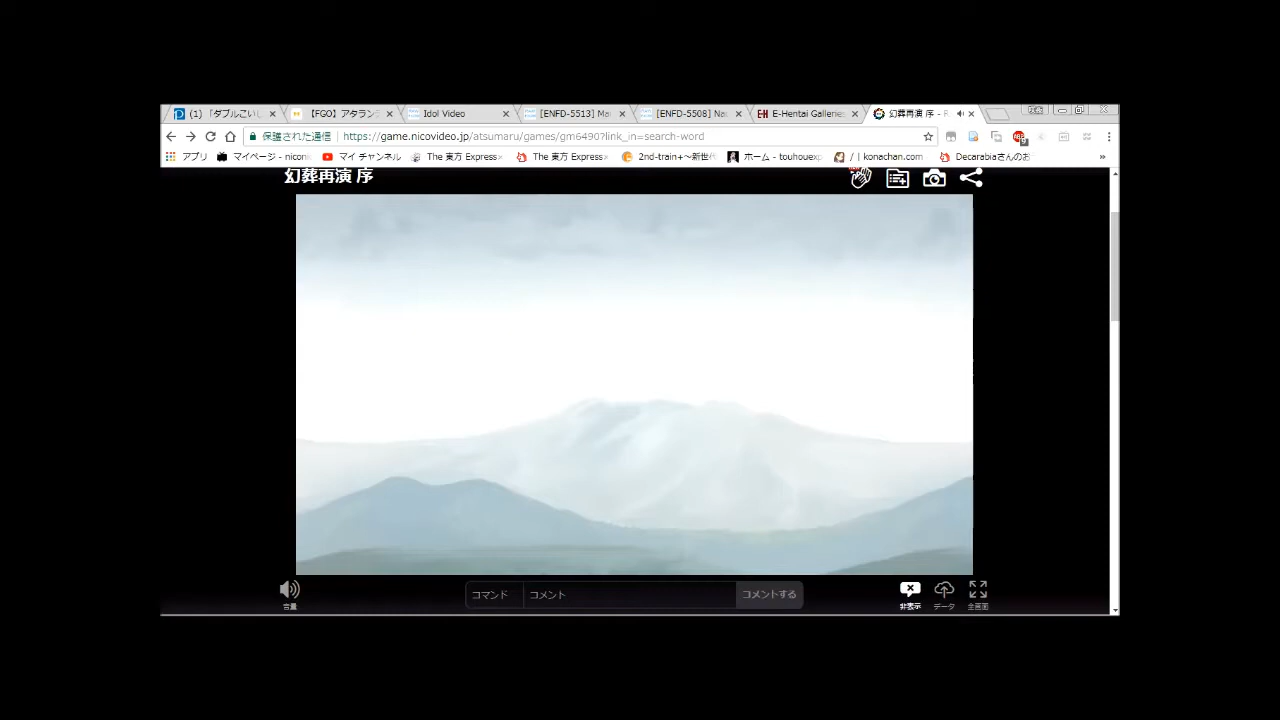 (1) 『ダブルこいし
【FGO】アタラン
Idol Video
[ENFD-5513] Ma
[ENFD-5508] Na
E-Hentai Galleries
幻葬再演 序 - R
保護された通信
https://game.nicovideo.jp/atsumaru/games/gm6490?link_in=search-word
アプリ
マイページ - niconi
マイ チャンネル
The 東方 Express
The 東方 Express
2nd-train+～新世
ホーム - touhouexp
/ | konachan.com
Decarabiaさんのお
»
幻葬再演 序
音量
コマンド
コメント
コメントする
非表示
データ
全画面